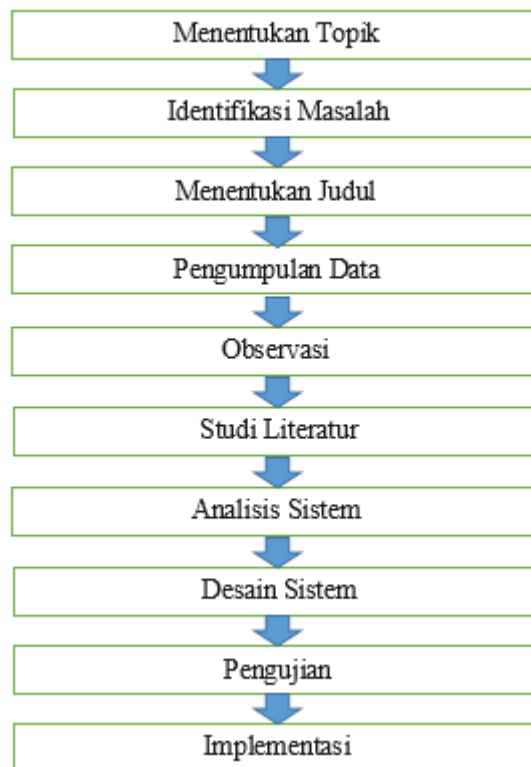 Menentukan Topik
Identifikasi Masalah
Menentukan Judul
Pengumpulan Data
Observasi
Studi Literatur
Analisis Sistem
Desain Sistem
Pengujian
Implementasi